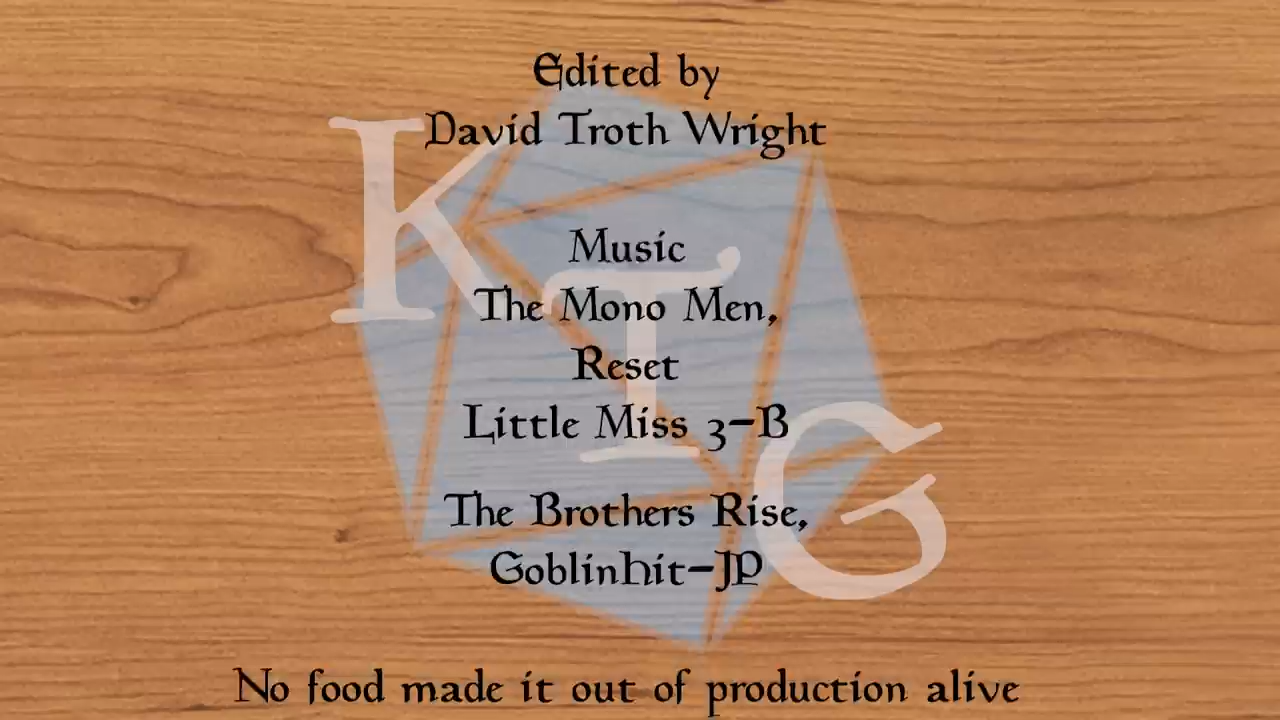 Edited by
David Troth Wright
Music
The Mono Men,
Reset
Little Miss 3-B
The Brothers Rise,
Goblinhit-JP
No food made it out of production alive
KTG